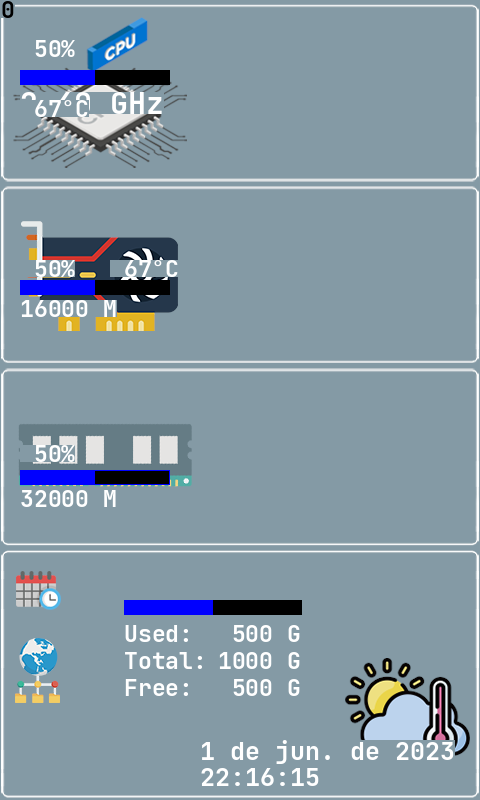 0
CPU
50%
GHz
67°C
50% 67°C
16000 M
50%
32000 M
Used: 500 G
Total: 1000 G
Free: 500 G
1 de jun. de 2023
22:16:15